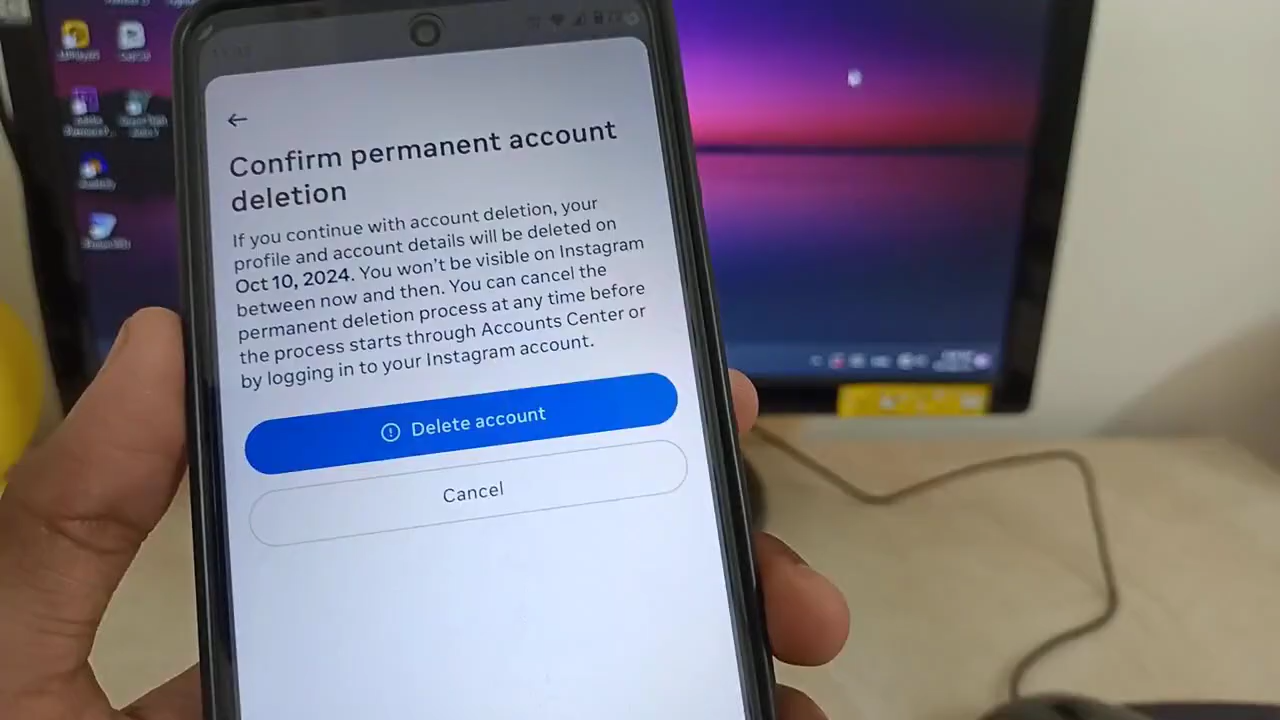 Confirm permanent account
deletion
If you continue with account deletion, your
profile and account details will be deleted on
Oct 10, 2024. You won't be visible on Instagram
between now and then. You can cancel the
permanent deletion process at any time before
the process starts through Accounts Center or
by logging in to your Instagram account.
Delete account
Cancel